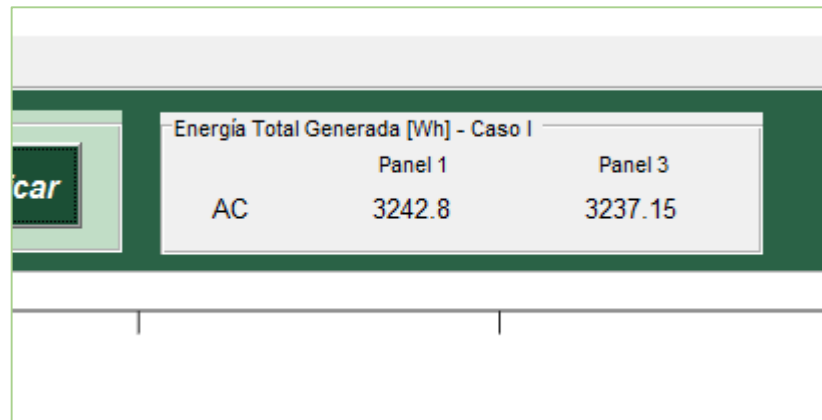 Energía Total Generada [Wh] - Caso I
Panel 1 Panel 3
car
AC 3242.8 3237.15